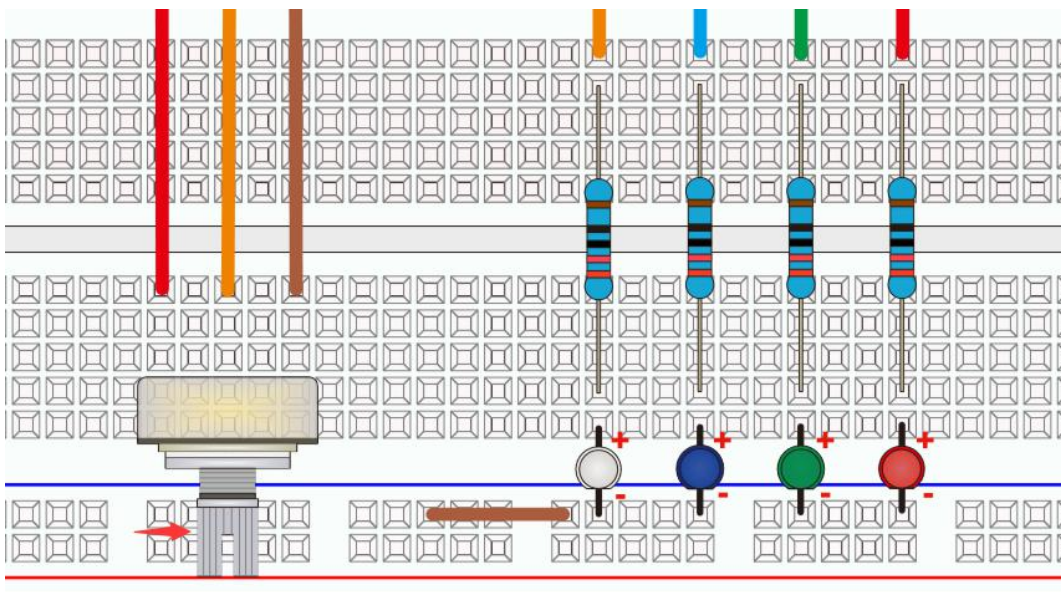 + + + +
- - - -